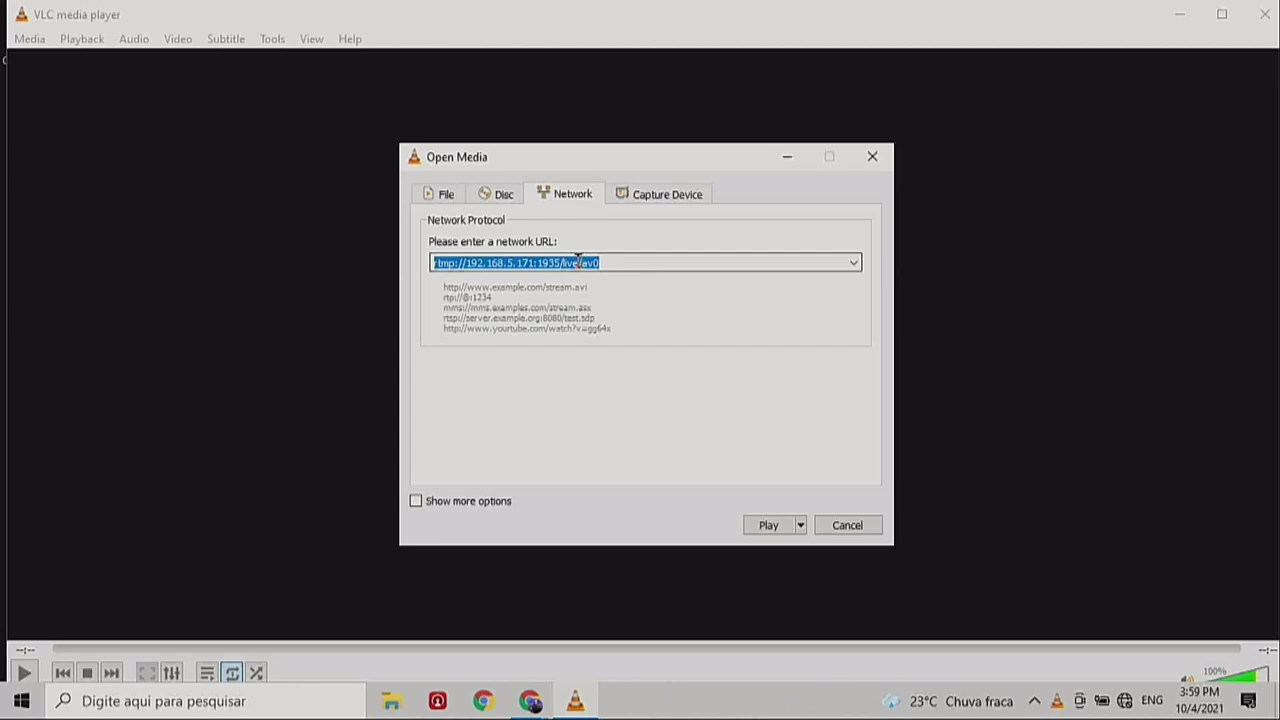 VLC media player
Media Playback Audio Video Subtitle Tools View Help
Open Media
File Disc Network Capture Device
Network Protocol
Please enter a network URL:
rtmp://192.168.5.171:1935/live/av0
http://www.example.com/stream.avi
rtp://@:1234
mms://mms.examples.com/stream.asx
rtsp://server.example.org:8080/test.sdp
http://www.yourtube.com/watch?v=gg64x
Show more options
Play Cancel
--:-- --:--
100%
Digite aqui para pesquisar
23°C Chuva fraca
ENG
3:59 PM
10/4/2021